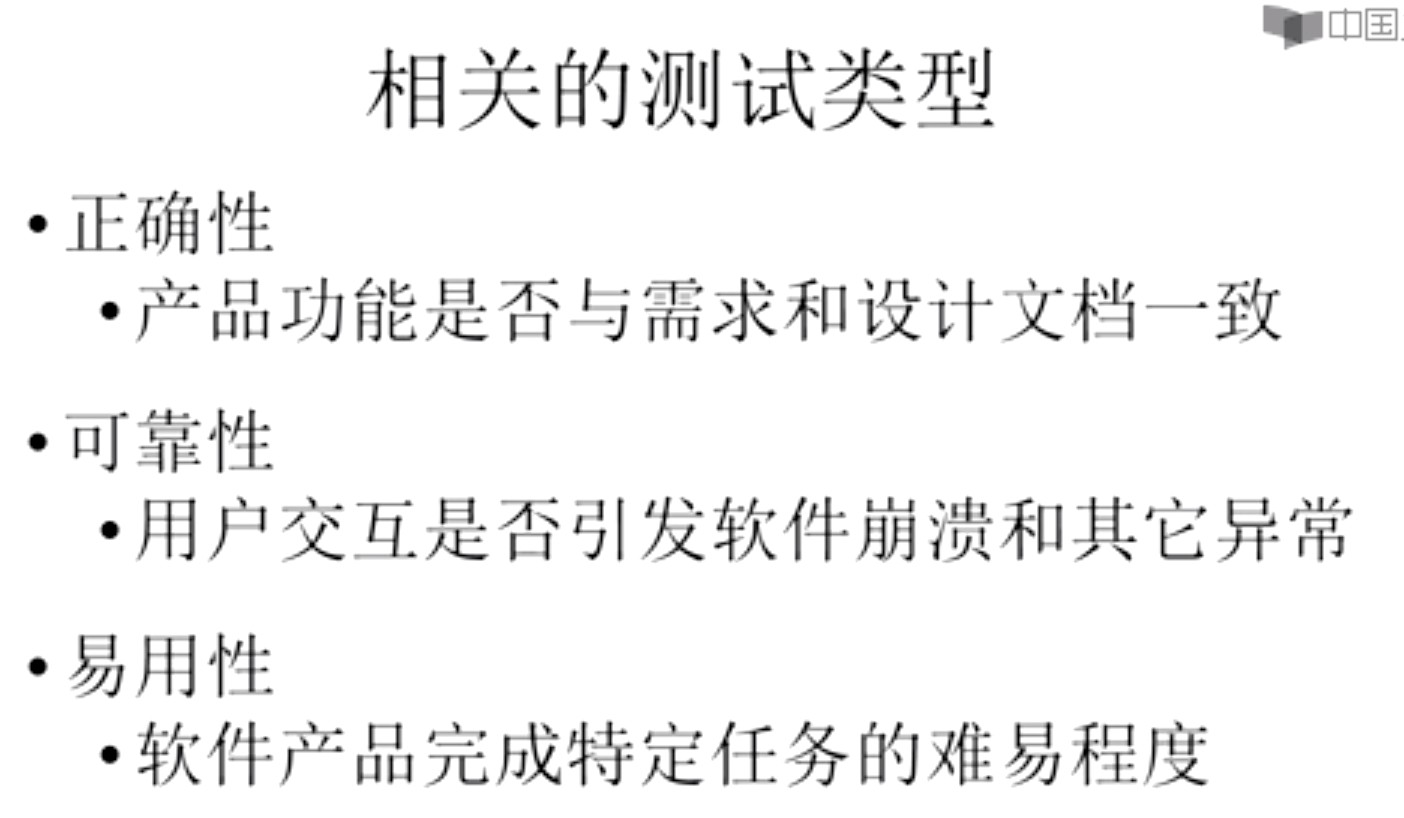 中国
相关的测试类型
• 正确性
• 产品功能是否与需求和设计文档一致
• 可靠性
• 用户交互是否引发软件崩溃和其它异常
• 易用性
• 软件产品完成特定任务的难易程度